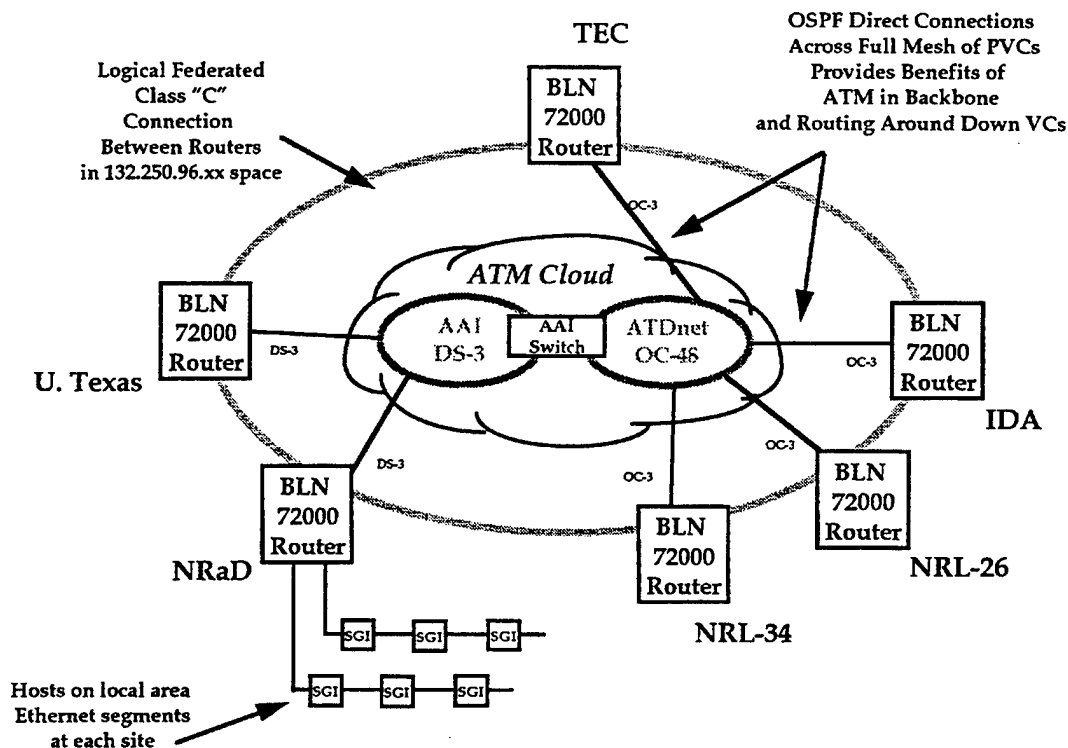 TEC
OSPF Direct Connections
Across Full Mesh of PVCs
Provides Benefits of
ATM in Backbone
and Routing Around Down VCs
Logical Federated
Class "C"
Connection
Between Routers
in 132.250.96.xx space
BLN
72000
Router
OC-3
ATM Cloud
BLN
72000
Router
DS-3
U. Texas
AAI
DS-3
AAI
Switch
ATDnet
OC-48
OC-3
BLN
72000
Router
IDA
DS-3
OC-3
OC-3
BLN
72000
Router
NRaD
BLN
72000
Router
NRL-34
BLN
72000
Router
NRL-26
SGI
SGI
SGI
SGI
SGI
SGI
Hosts on local area
Ethernet segments
at each site